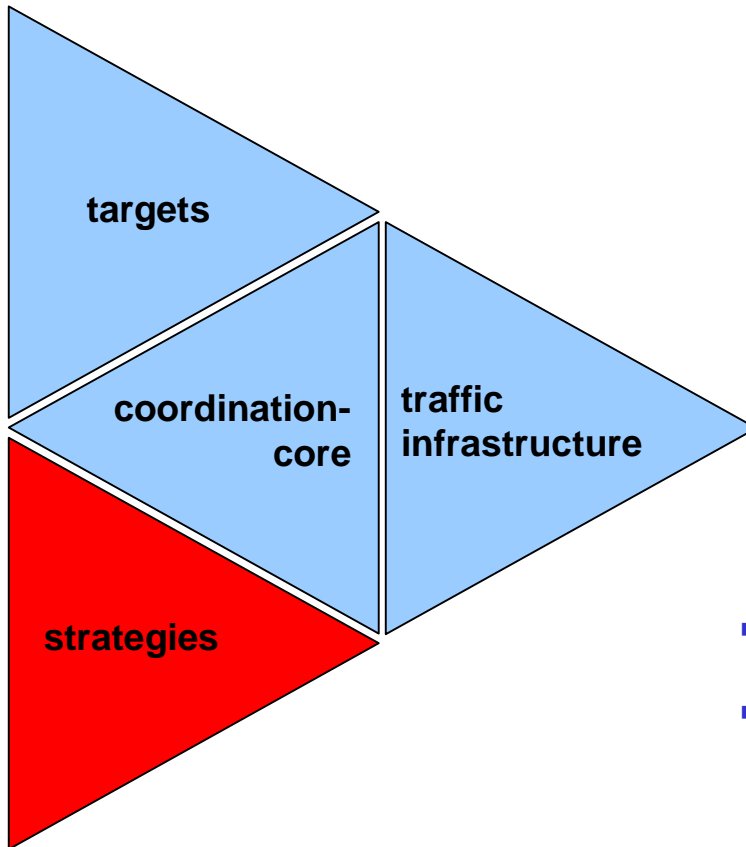 targets
coordination-
core
traffic
infrastructure
strategies